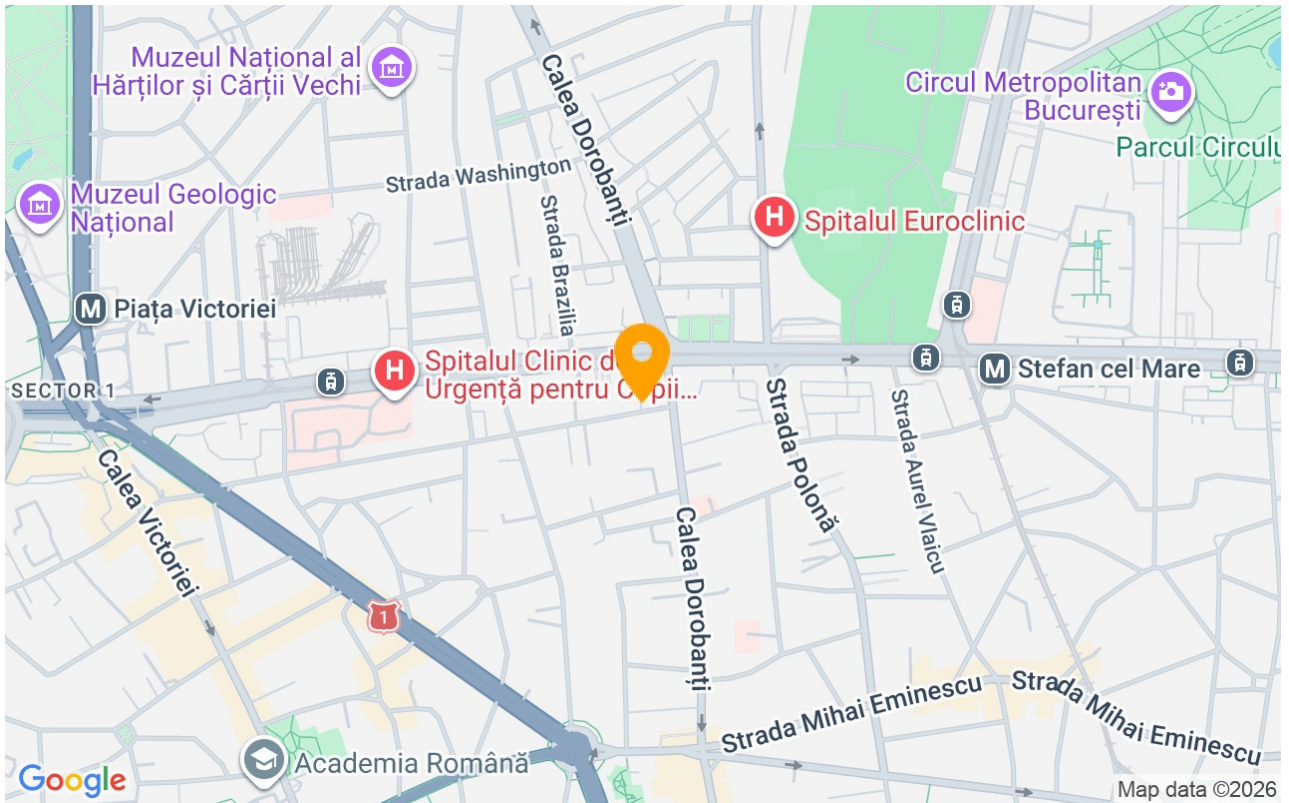 Muzeul Național al
Hărților și Cărții Vechi
Calea Dorobanți
Circul Metropolitan
București
Parcul Circulu
Strada Washington
Muzeul Geologic
Național
Strada Brazilia
H
Spitalul Euroclinic
M
Piața Victoriei
H
Spitalul Clinic d
Urgență pentru C pii...
M
Stefan cel Mare
SECTOR 1
Strada Polonă
Strada Aurel Vlaicu
Calea Victoriei
Calea Dorobanți
1
Strada Mihai Eminescu
Strada Mihai Eminescu
Academia Română
Google
Map data ©2026